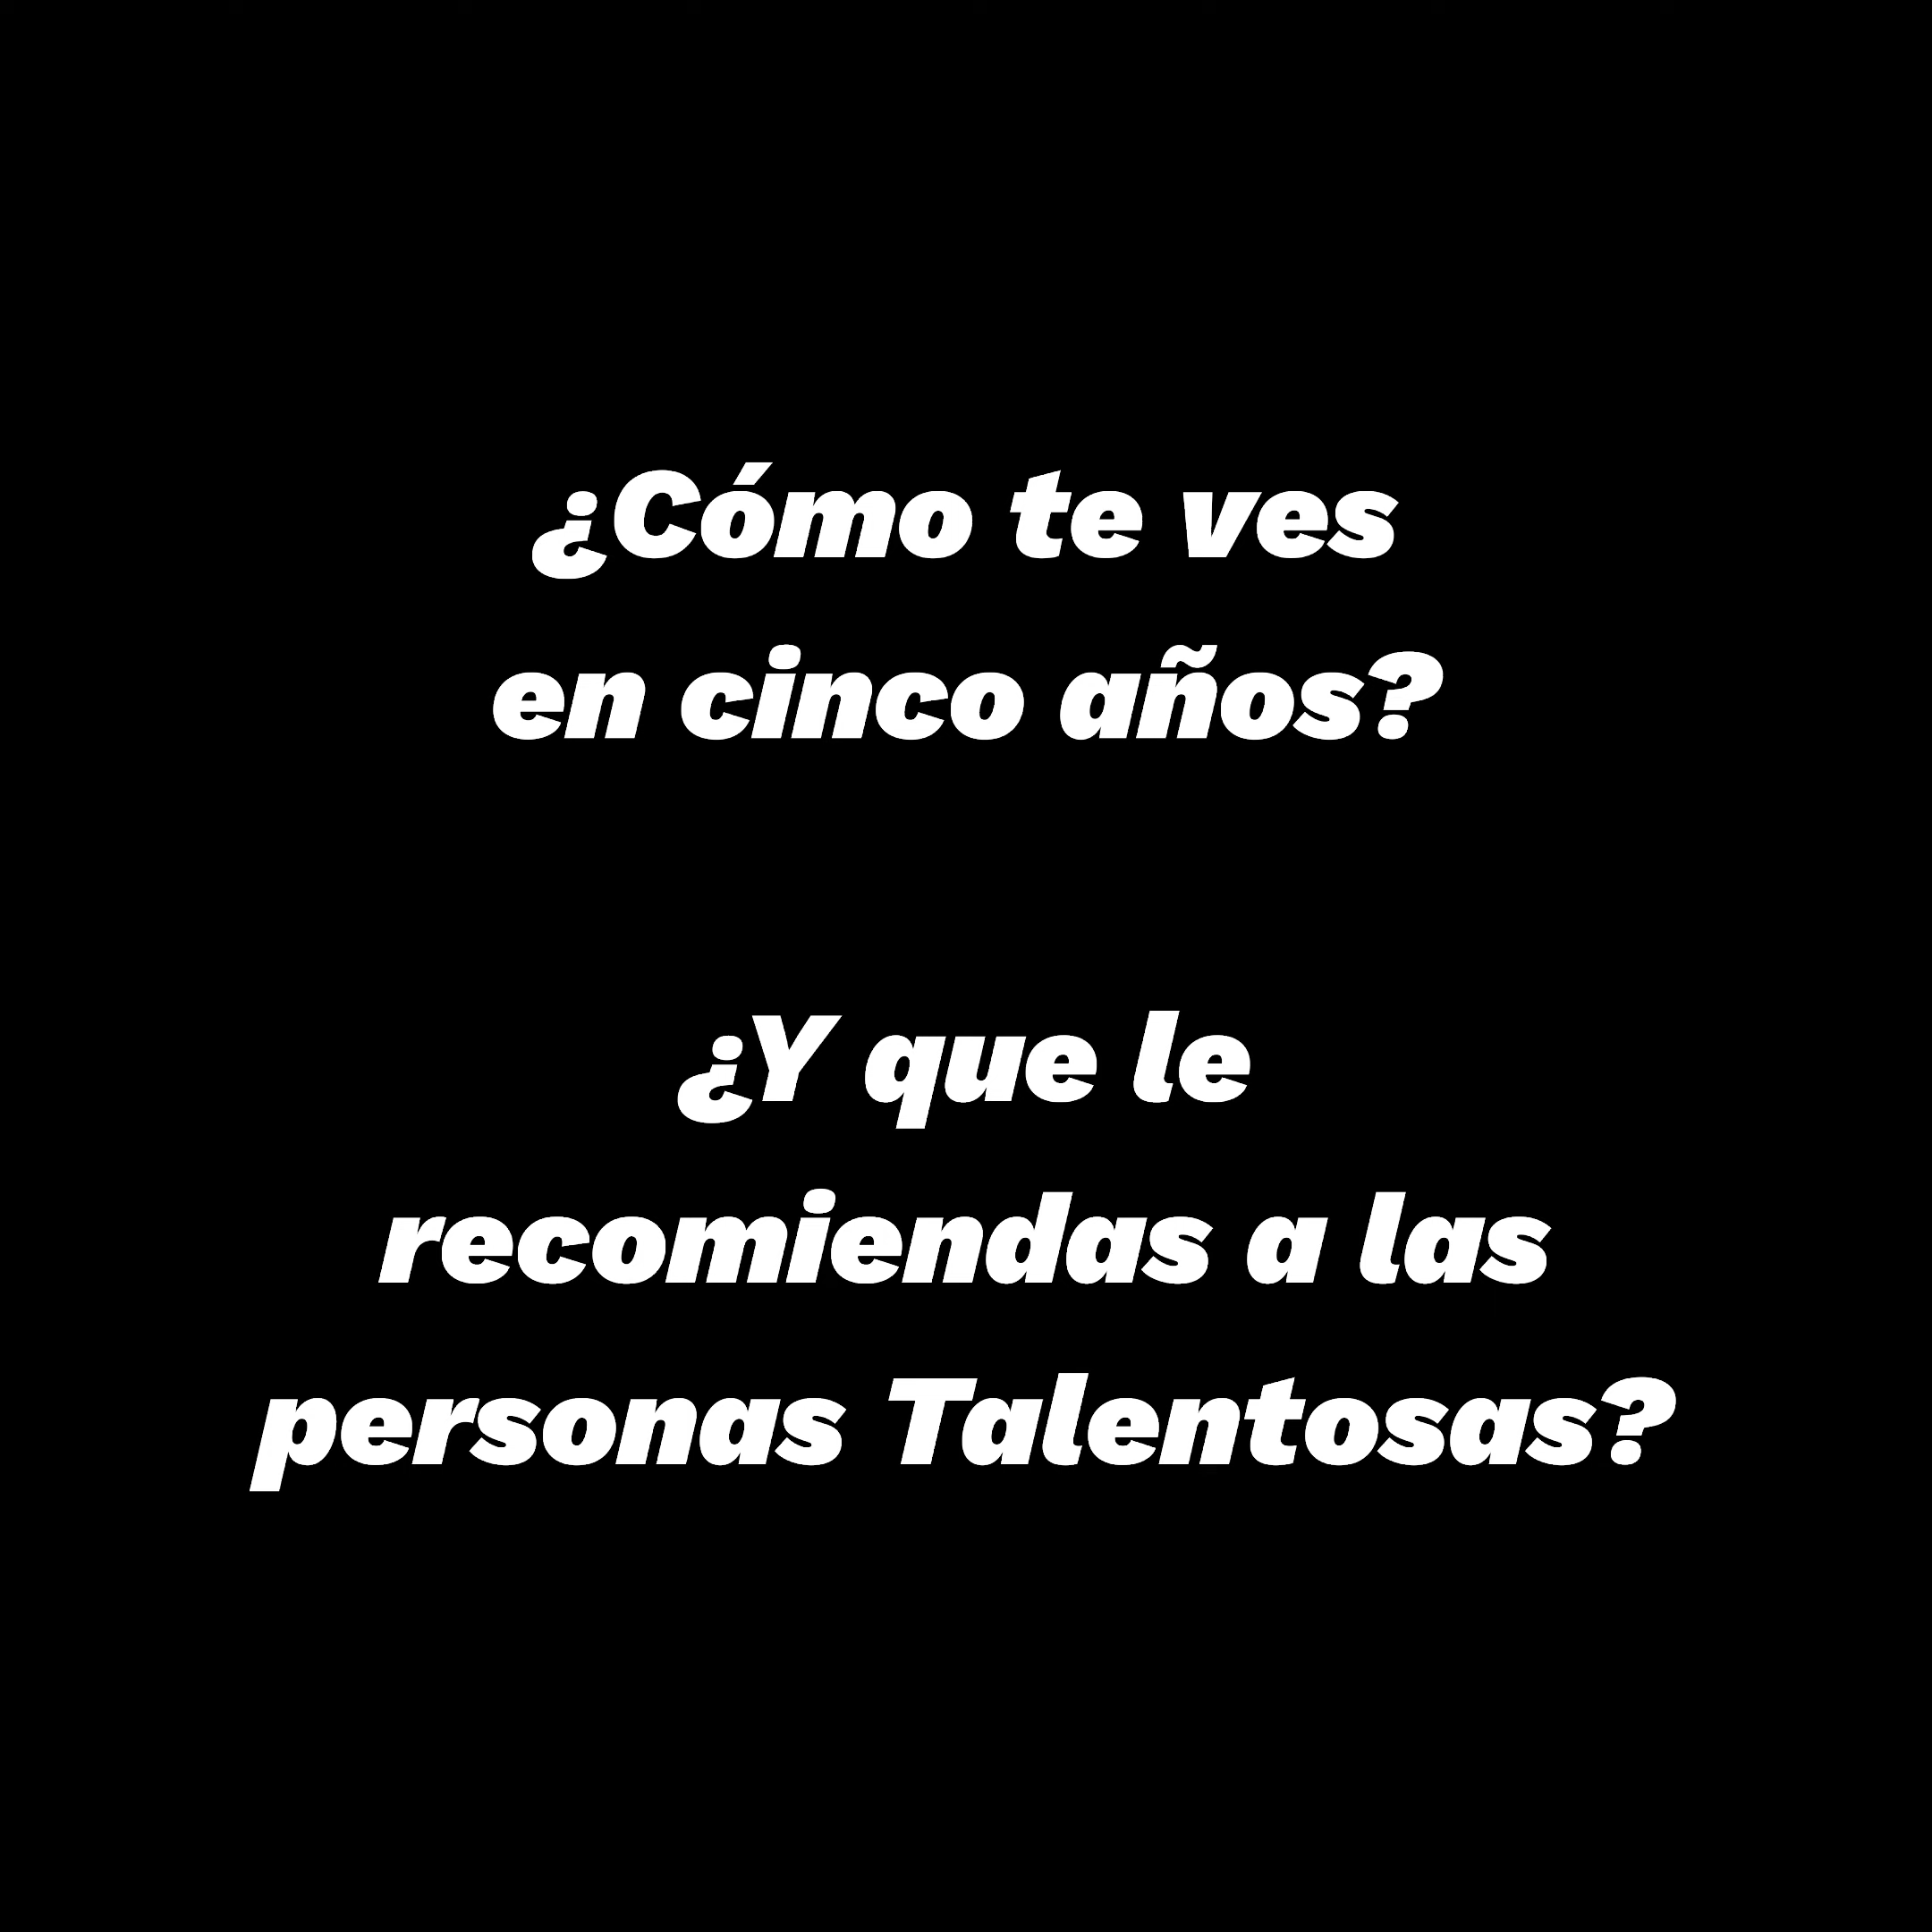 ¿Cómo te ves
en cinco años?
¿Y que le
recomiendas a las
personas Talentosas?